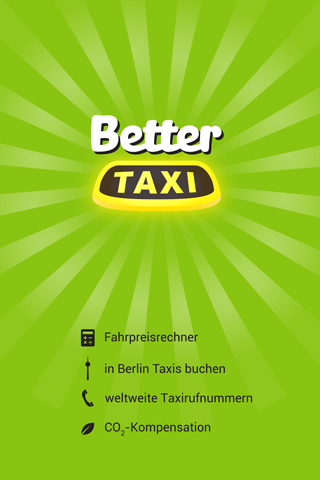 Better
TAXI
Fahrpreisrechner
in Berlin Taxis buchen
weltweite Taxirufnummern
CO₂-Kompensation